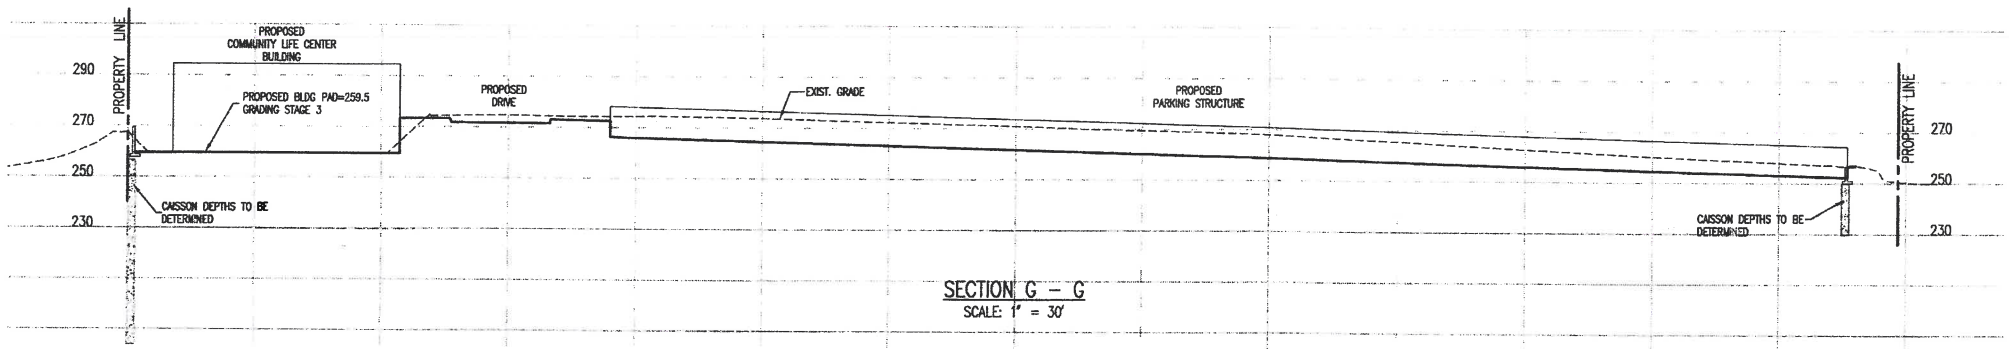 PROPERTY LINE
PROPOSED
COMMUNITY LIFE CENTER
BUILDING
290
270
250
230
PROPOSED BLDG PAD=259.5
GRADING STAGE 3
CAISSON DEPTHS TO BE
DETERMINED
PROPOSED
DRIVE
EXIST. GRADE
PROPOSED
PARKING STRUCTURE
PROPERTY LINE
270
250
230
CAISSON DEPTHS TO BE
DETERMINED
SECTION G – G
SCALE: 1" = 30'